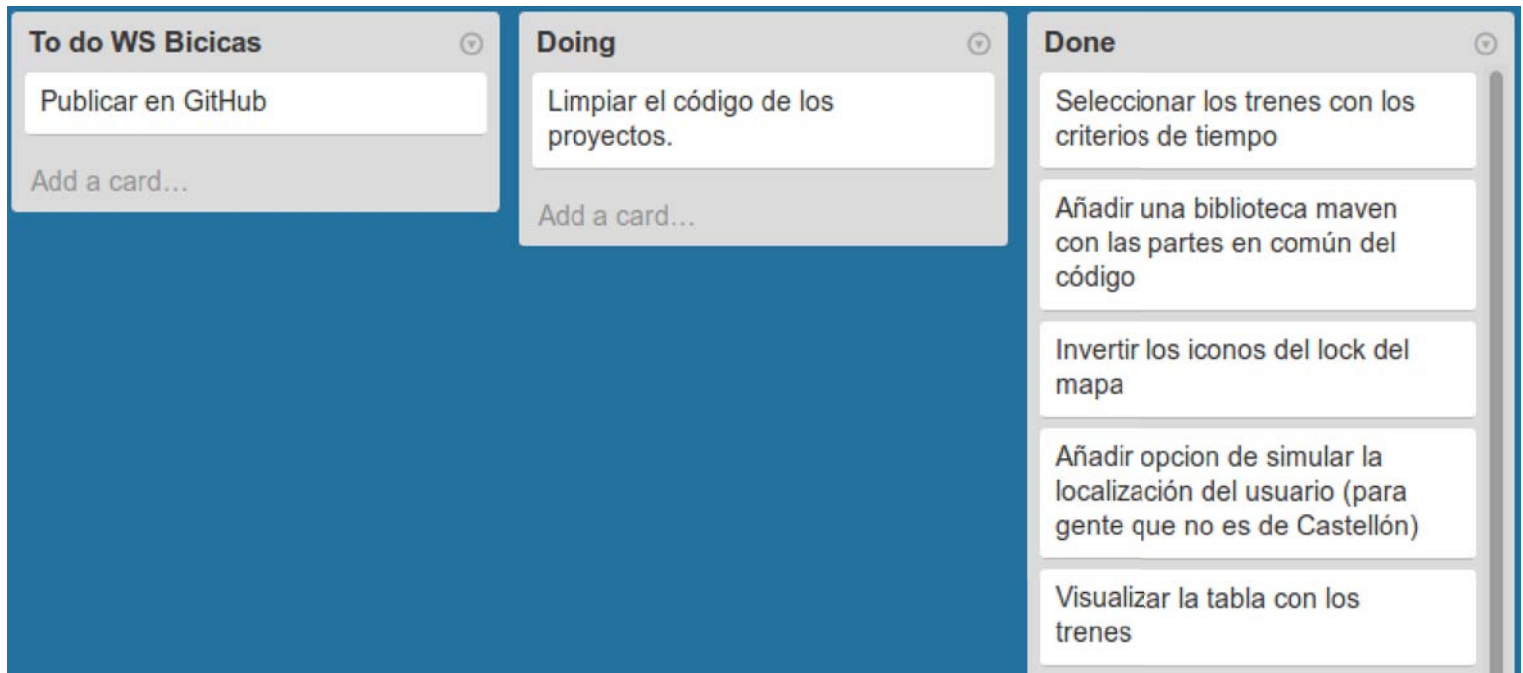 To do WS Bicicas
Publicar en GitHub
Add a card...
Doing
Limpiar el código de los
proyectos.
Add a card...
Done
Seleccionar los trenes con los
criterios de tiempo
Añadir una biblioteca maven
con las partes en común del
código
Invertir los iconos del lock del
mapa
Añadir opcion de simular la
localización del usuario (para
gente que no es de Castellón)
Visualizar la tabla con los
trenes